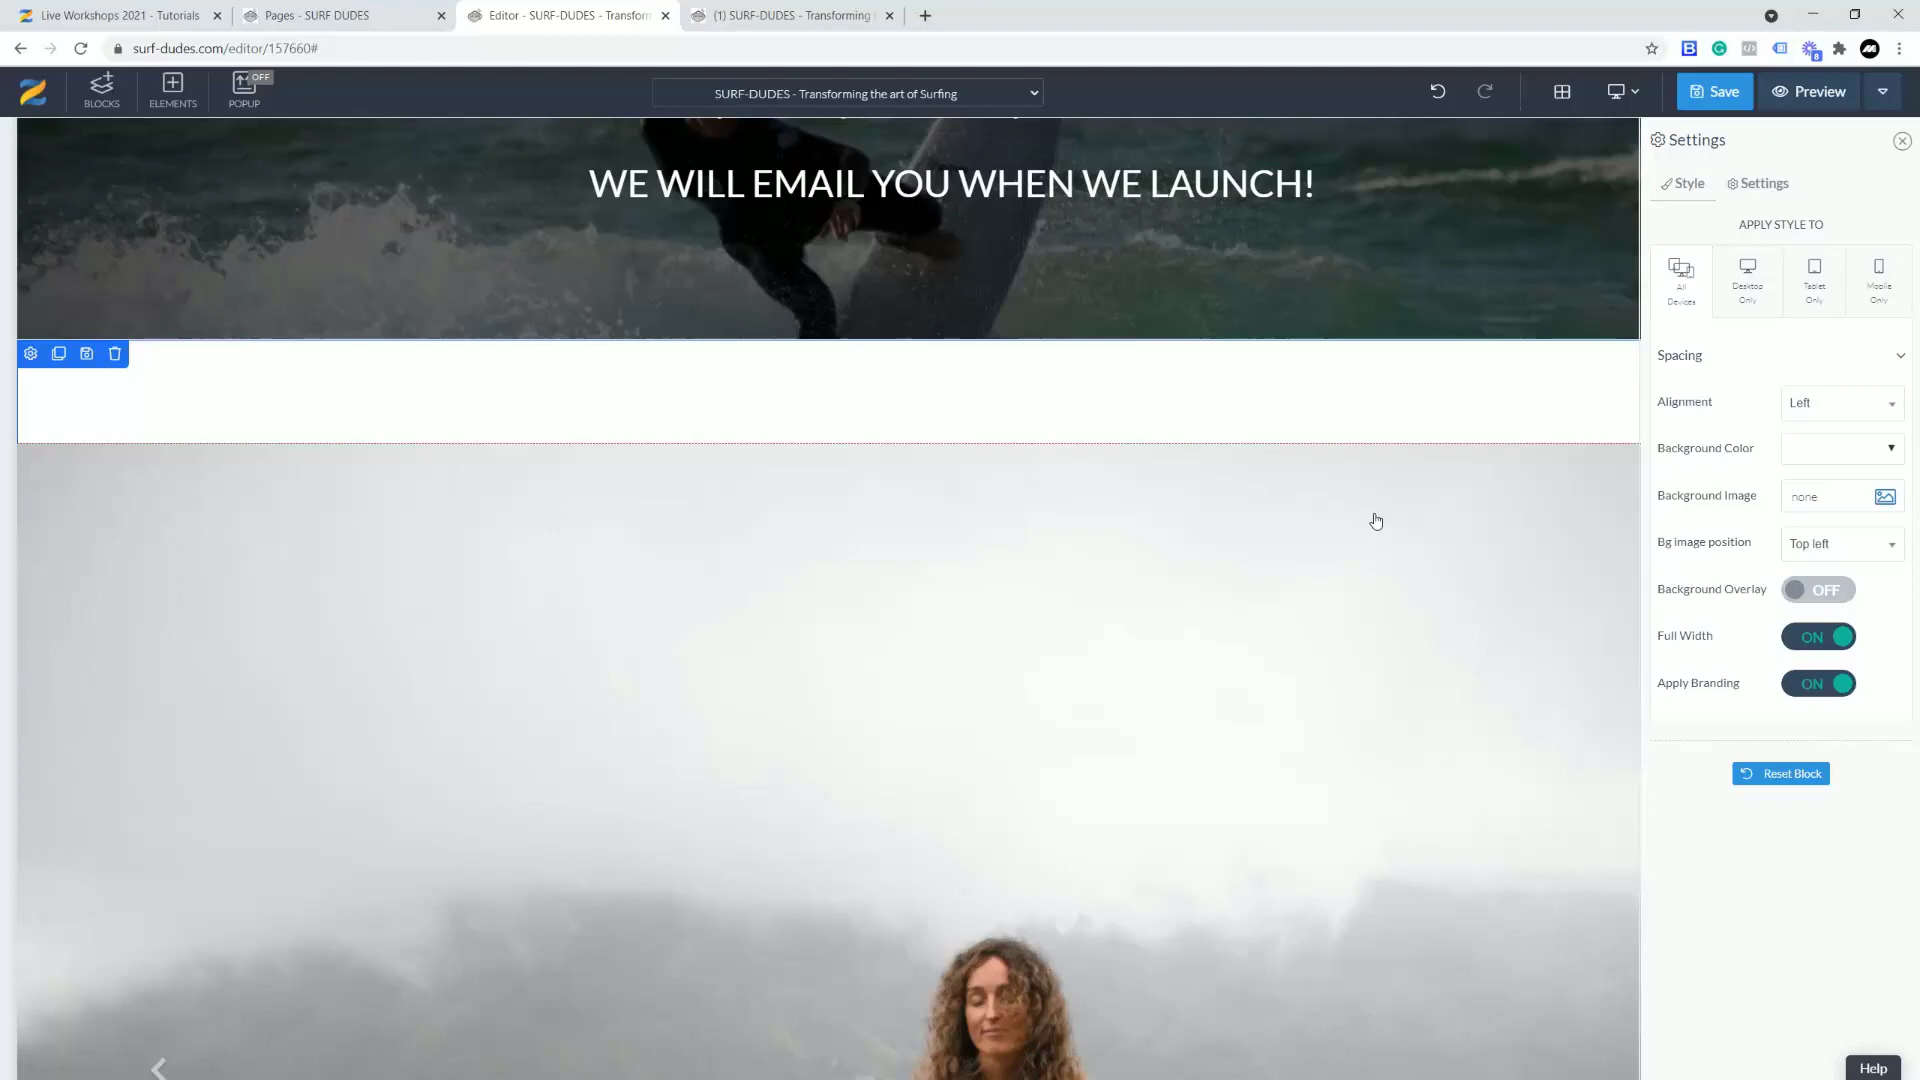 Live Workshops 2021 - Tutorials
Pages - SURF DUDES
Editor - SURF-DUDES - Transform
(1) SURF-DUDES - Transforming
surf-dudes.com/editor/157660#
8
BLOCKS
ELEMENTS
OFF
POPUP
SURF-DUDES - Transforming the art of Surfing
Save
Preview
WE WILL EMAIL YOU WHEN WE LAUNCH!
Settings
Style
Settings
APPLY STYLE TO
All
Devices
Desktop
Only
Tablet
Only
Mobile
Only
Spacing
Alignment
Left
Background Color
Background Image
none
Bg image position
Top left
Background Overlay
OFF
Full Width
ON
Apply Branding
ON
Reset Block
Help